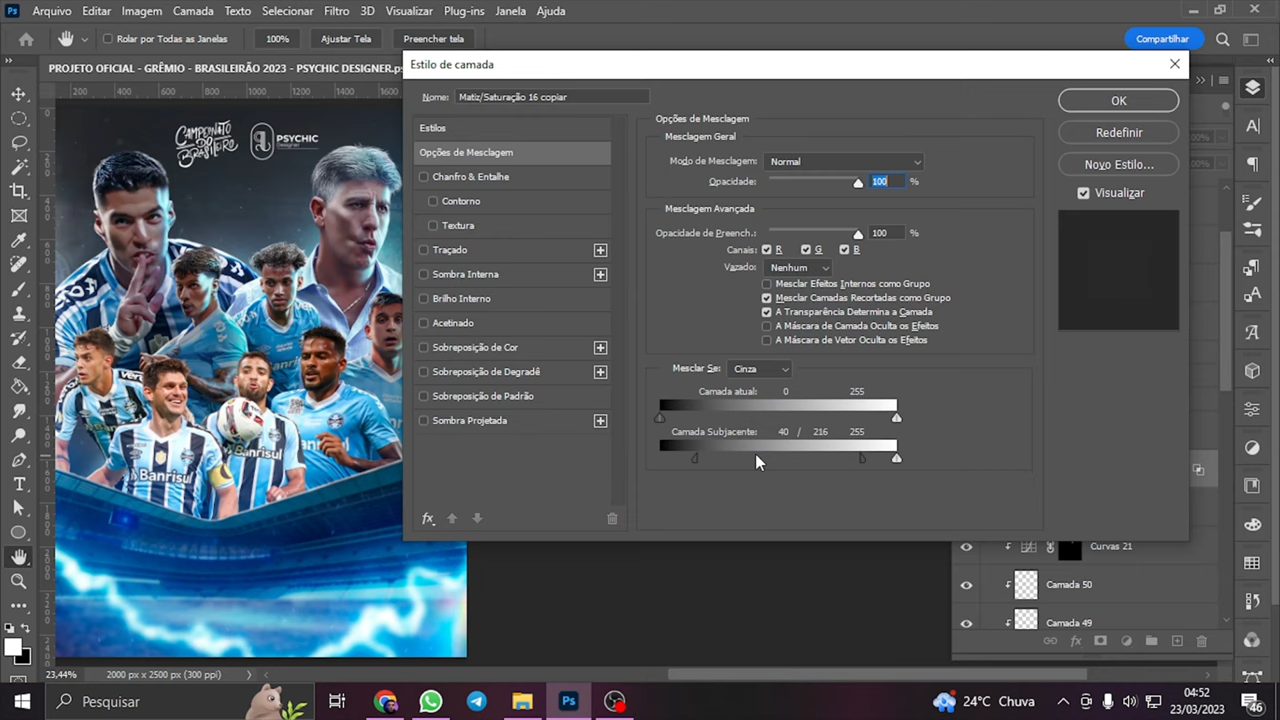 Ps Arquivo Editar Imagem Camada Texto Selecionar Filtro 3D Visualizar Plug-ins Janela Ajuda
Rolar por Todas as Janelas 100% Ajustar Tela Preencher tela Compartilhar
PROJETO OFICIAL - GRÊMIO - BRASILEIRÃO 2023 - PSYCHIC DESIGNER.p
Estilo de camada
200 400 600 800 1000 1200 1400 1600
Nome: Matiz/Saturação 16 copiar
Estilos
Opções de Mesclagem
Chanfro & Entalhe
Contorno
Textura
Traçado
Sombra Interna
Brilho Interno
Acetinado
Sobreposição de Cor
Sobreposição de Degradê
Sobreposição de Padrão
Sombra Projetada
fx
Opções de Mesclagem
Mesclagem Geral
Modo de Mesclagem: Normal
Opacidade: 100 %
Mesclagem Avançada
Opacidade de Preench.: 100 %
Canais: R G B
Vazado: Nenhum
Mesclar Efeitos Internos como Grupo
Mesclar Camadas Recortadas como Grupo
A Transparência Determina a Camada
A Máscara de Camada Oculta os Efeitos
A Máscara de Vetor Oculta os Efeitos
Mesclar Se: Cinza
Camada atual: 0 255
Camada Subjacente: 40 / 216 255
OK
Redefinir
Novo Estilo...
Visualizar
CAMPEONATO
BRASILEIRO
PSYCHIC
Designer
Banrisul
Banrisul
Banrisul
Banrisul
Curvas 21
Camada 50
Camada 49
23,44% 2000 px x 2500 px (300 ppi)
Pesquisar
Ps
24°C Chuva
04:52
23/03/2023
46